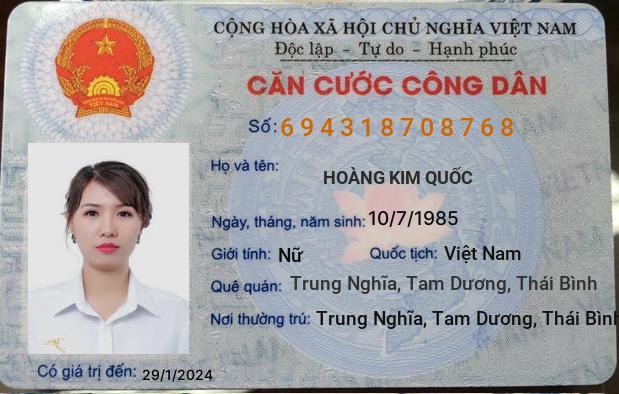 CỘNG HÒA XÃ HỘI CHỦ NGHĨA VIỆT NAM
Độc lập - Tự do - Hạnh phúc
CĂN CƯỚC CÔNG DÂN
Số: 694318708768
Họ và tên:
HOÀNG KIM QUỐC
Ngày, tháng, năm sinh: 10/7/1985
Giới tính: Nữ Quốc tịch: Việt Nam
Quê quán: Trung Nghĩa, Tam Dương, Thái Bình
Nơi thường trú: Trung Nghĩa, Tam Dương, Thái Bình
Có giá trị đến: 29/1/2024
VIỆT NAM